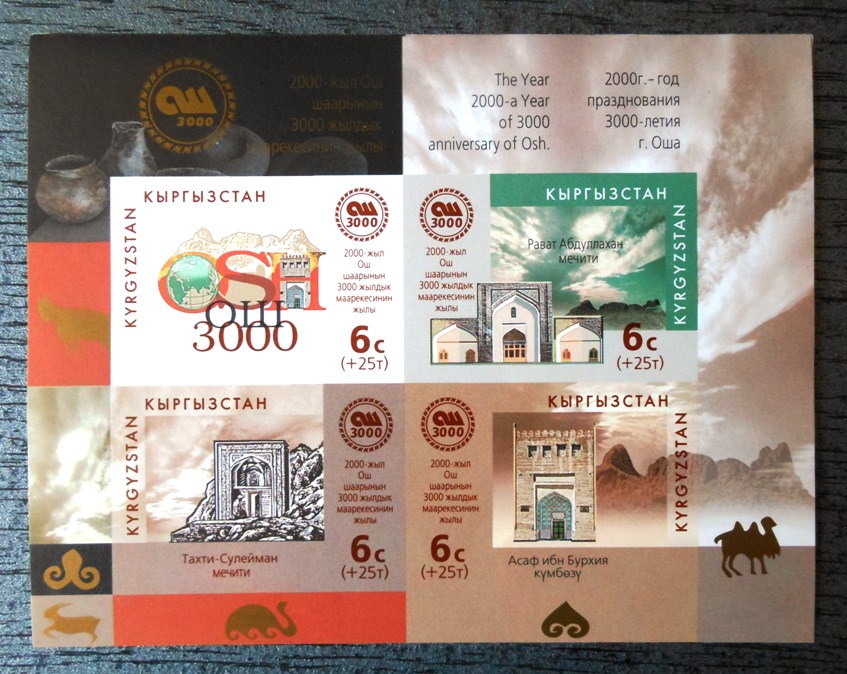 аш
3000
2000-жыл Ош
шаарынын
3000 жылдык
маарекесинин жылы
The Year
2000-a Year
of 3000
anniversary of Osh.
2000г.-год
празднования
3000-летия
г. Оша
КЫРГЫЗСТАН
KYRGYZSTAN
OSH
ОШ
3000
ош
3000
2000-жыл
Ош
шаарынын
3000 жылдык
маарекесинин
жылы
6с
(+25т)
КЫРГЫЗСТАН
KYRGYZSTAN
ош
3000
2000-жыл
Ош
шаарынын
3000 жылдык
маарекесинин
жылы
Рават Абдуллахан
мечити
6с
(+25т)
КЫРГЫЗСТАН
KYRGYZSTAN
ош
3000
2000-жыл
Ош
шаарынын
3000 жылдык
маарекесинин
жылы
6с
(+25т)
Тахти-Сулейман
мечити
КЫРГЫЗСТАН
KYRGYZSTAN
ош
3000
2000-жыл
Ош
шаарынын
3000 жылдык
маарекесинин
жылы
6с
(+25т)
Асаф ибн Бурхия
күмбөзү